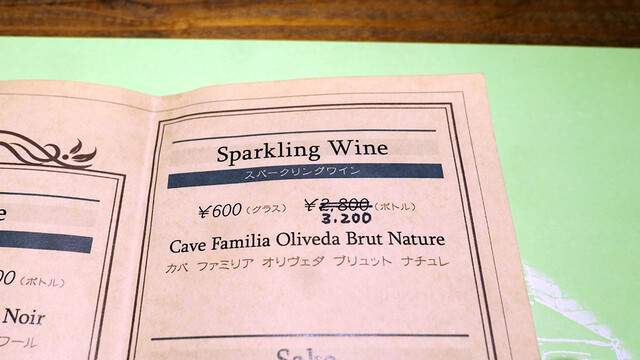 Sparkling Wine
スパークリングワイン
¥600 (グラス) ¥2,800 (ボトル)
3.200
Cave Familia Oliveda Brut Nature
カバ ファミリア オリヴェダ ブリュット ナチュレ
Sake
e
00 (ボトル)
Noir
フール